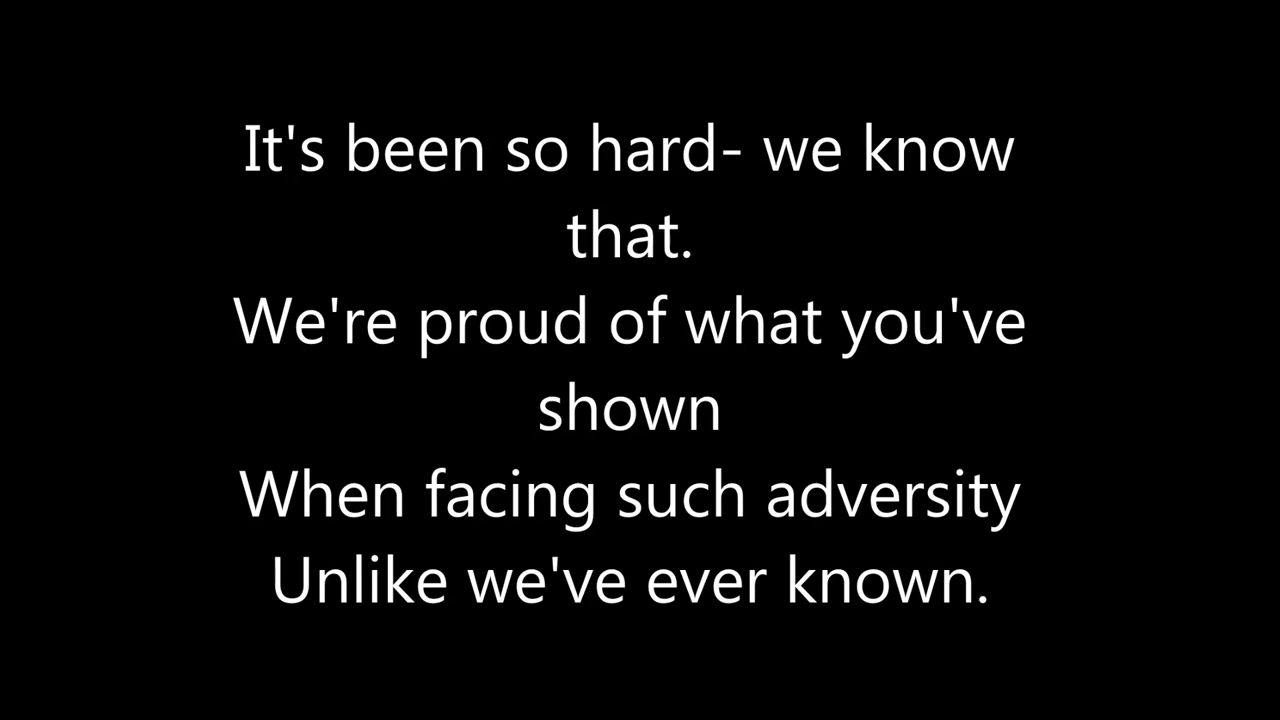 It's been so hard- we know
that.
We're proud of what you've
shown
When facing such adversity
Unlike we've ever known.